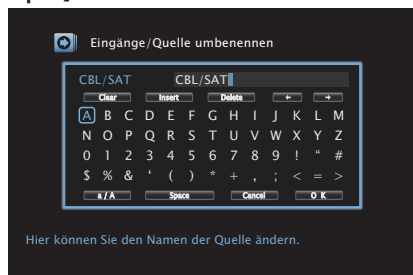 Eingänge/Quelle umbenennen
CBL/SAT CBL/SAT
Clear Insert Delete ← →
A B C D E F G H I J K L M
N O P Q R S T U V W X Y Z
0 1 2 3 4 5 6 7 8 9 ! “ #
$ % & ‘ ( ) * + , ; < = >
a / A Space Cancel O K
Hier können Sie den Namen der Quelle ändern.